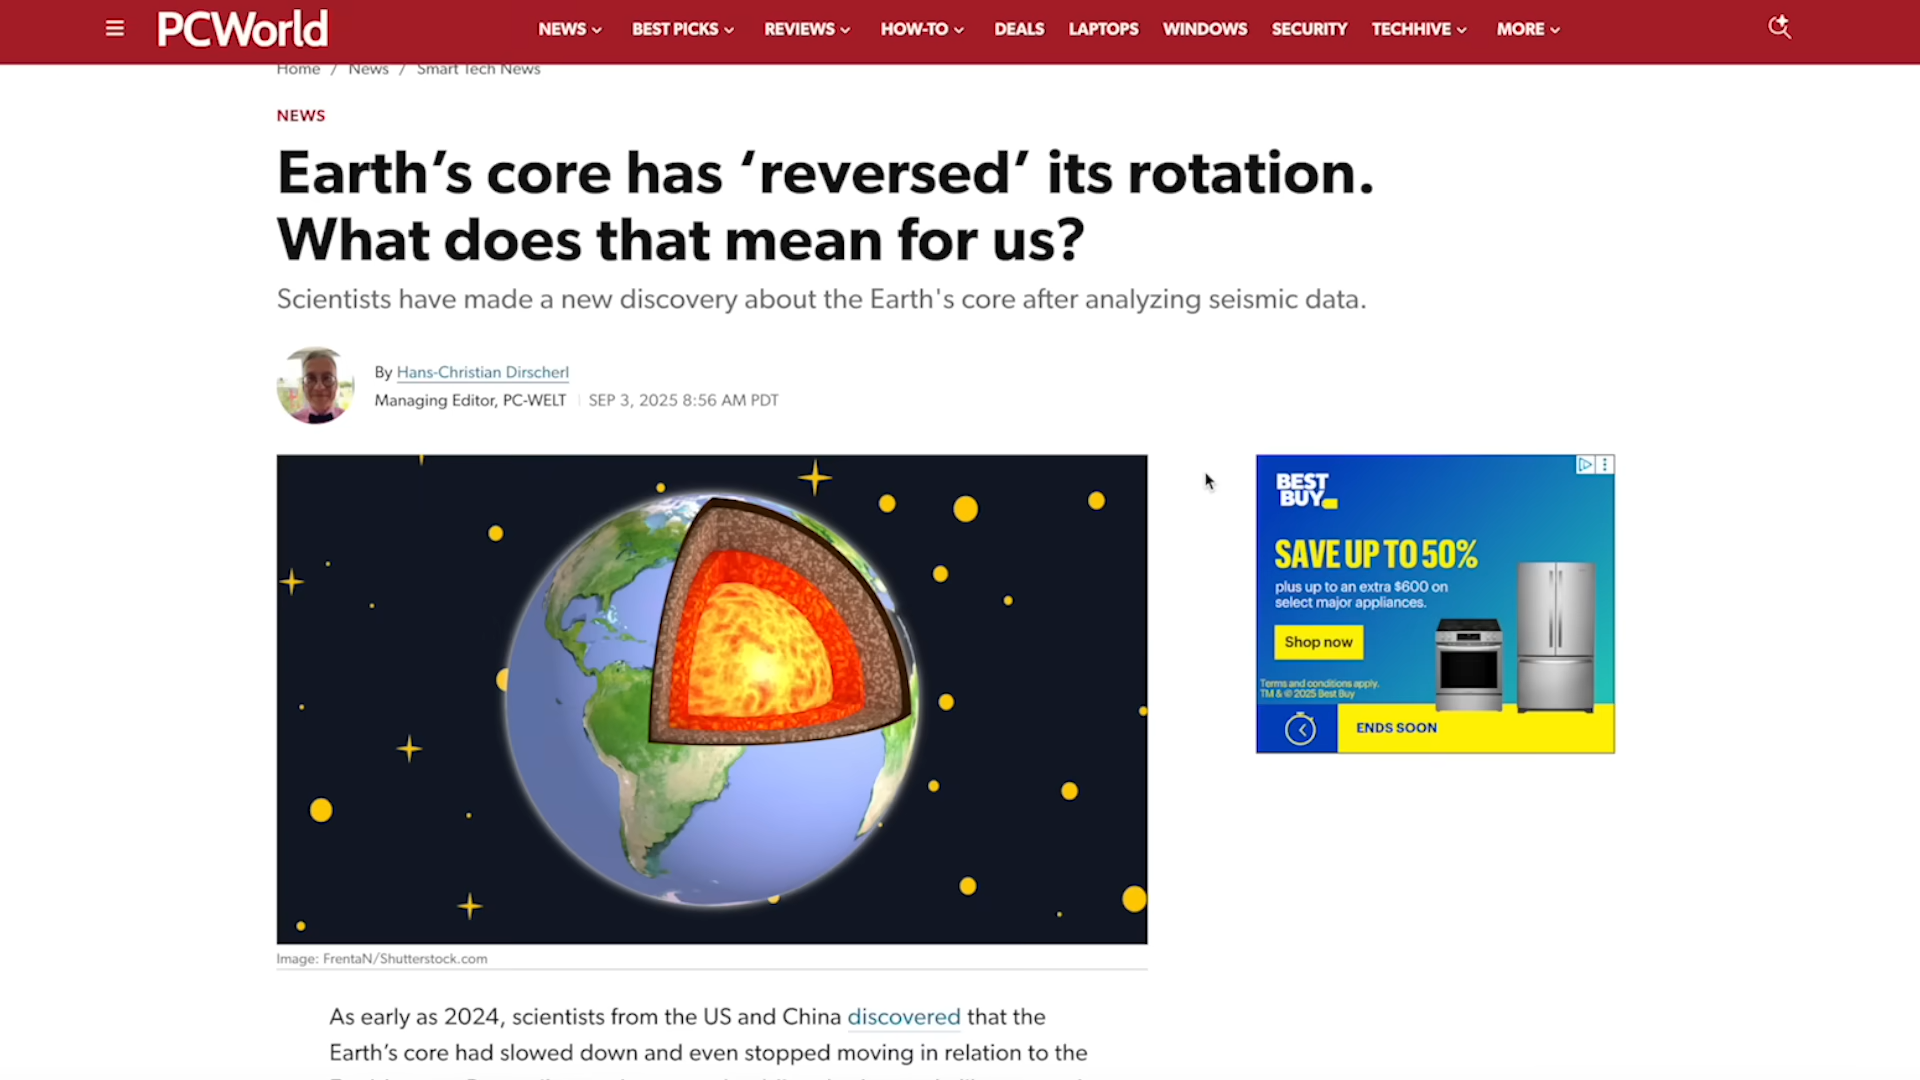 PCWorld
NEWS
BEST PICKS
REVIEWS
HOW-TO
DEALS
LAPTOPS
WINDOWS
SECURITY
TECHHIVE
MORE
Home / News / Smart Tech News
NEWS
Earth’s core has ‘reversed’ its rotation.
What does that mean for us?
Scientists have made a new discovery about the Earth's core after analyzing seismic data.
By Hans-Christian Dirscherl
Managing Editor, PC-WELT | SEP 3, 2025 8:56 AM PDT
BEST
BUY
SAVE UP TO 50%
plus up to an extra $600 on
select major appliances.
Shop now
Terms and conditions apply.
TM & © 2025 Best Buy
ENDS SOON
Image: FrentaN/Shutterstock.com
As early as 2024, scientists from the US and China discovered that the
Earth’s core had slowed down and even stopped moving in relation to the